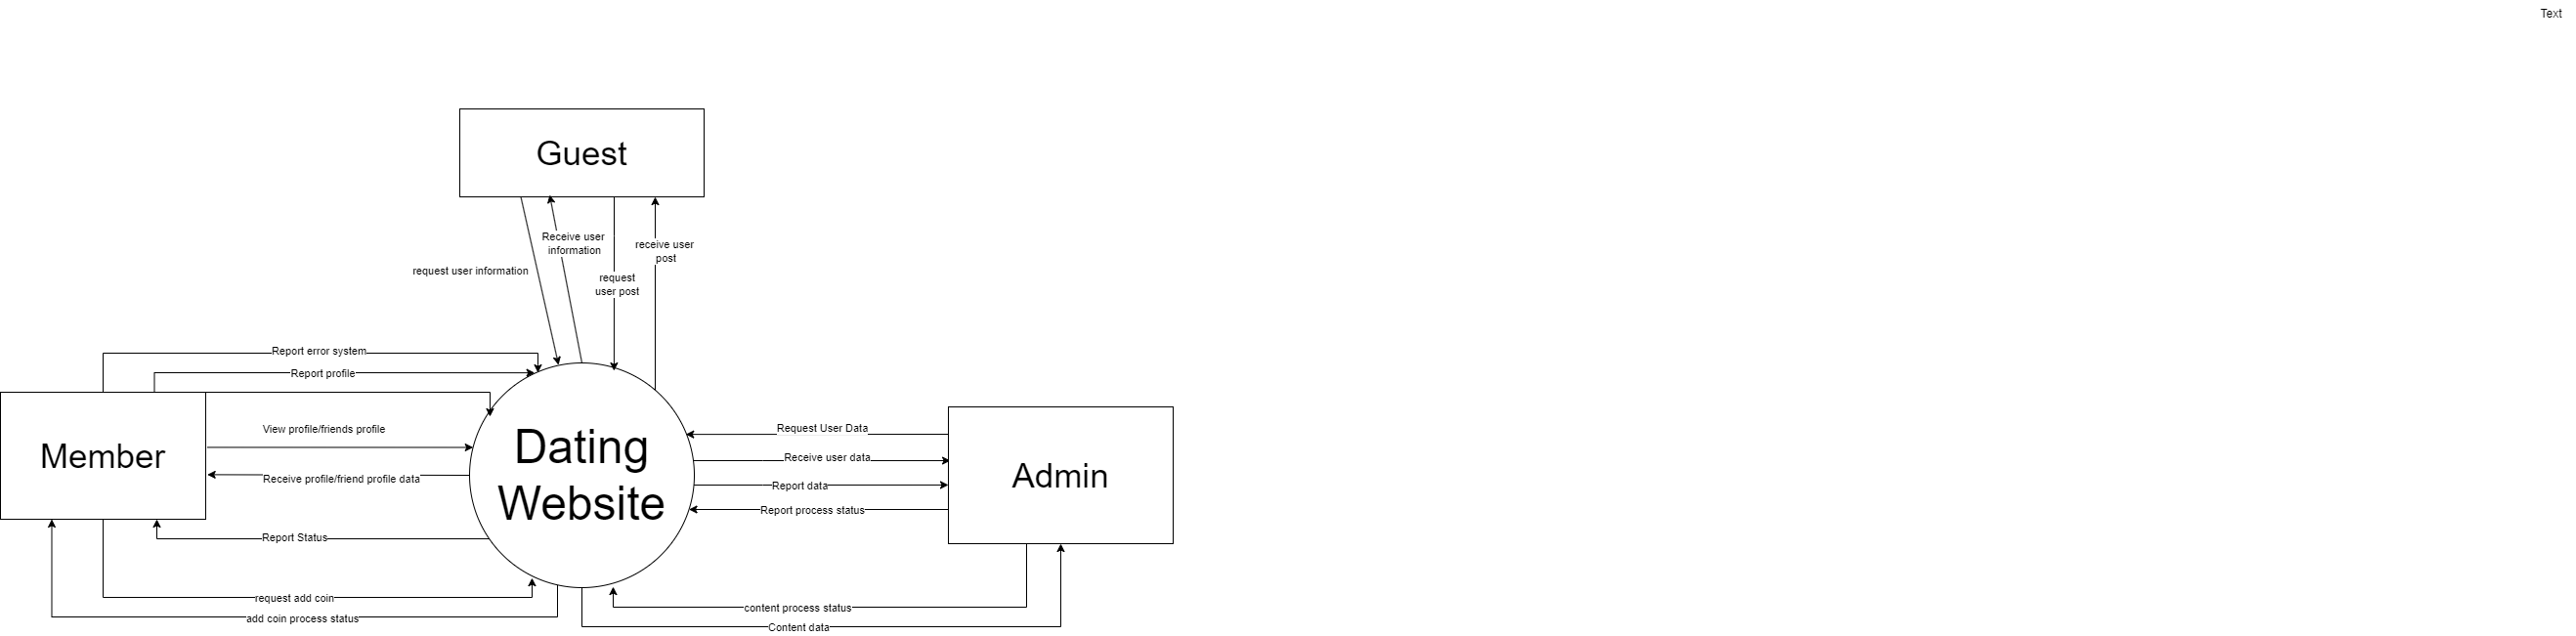 Text
Guest
Receive user
information
receive user
post
request user information
request
user post
Report error system
Report profile
View profile/friends profile
Member
Receive profile/friend profile data
Report Status
request add coin
add coin process status
Dating
Website
Request User Data
Receive user data
Report data
Report process status
Admin
content process status
Content data